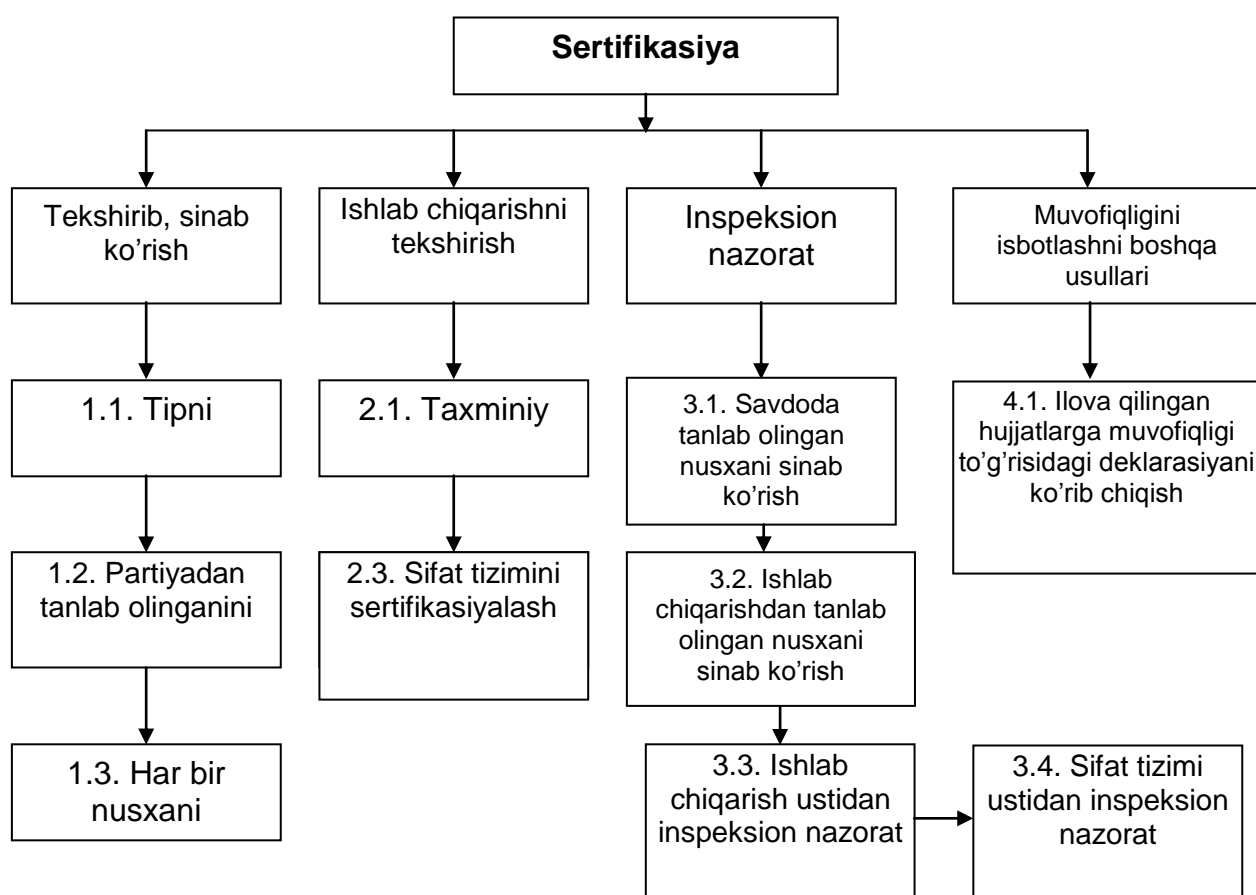 Sertifikasiya
Tekshirib, sinab
ko’rish
Ishlab chiqarishni
tekshirish
Inspeksion
nazorat
Muvofiqligini
isbotlashni boshqa
usullari
1.1. Tipni
2.1. Taxminiy
3.1. Savdoda
tanlab olingan
nusxani sinab
ko’rish
4.1. Ilova qilingan
hujjatlarga muvofiqligi
to’g’risidagi deklarasiyani
ko’rib chiqish
1.2. Partiyadan
tanlab olinganini
2.3. Sifat tizimini
sertifikasiyalash
3.2. Ishlab
chiqarishdan tanlab
olingan nusxani
sinab ko’rish
1.3. Har bir
nusxani
3.3. Ishlab
chiqarish ustidan
inspeksion nazorat
3.4. Sifat tizimi
ustidan inspeksion
nazorat